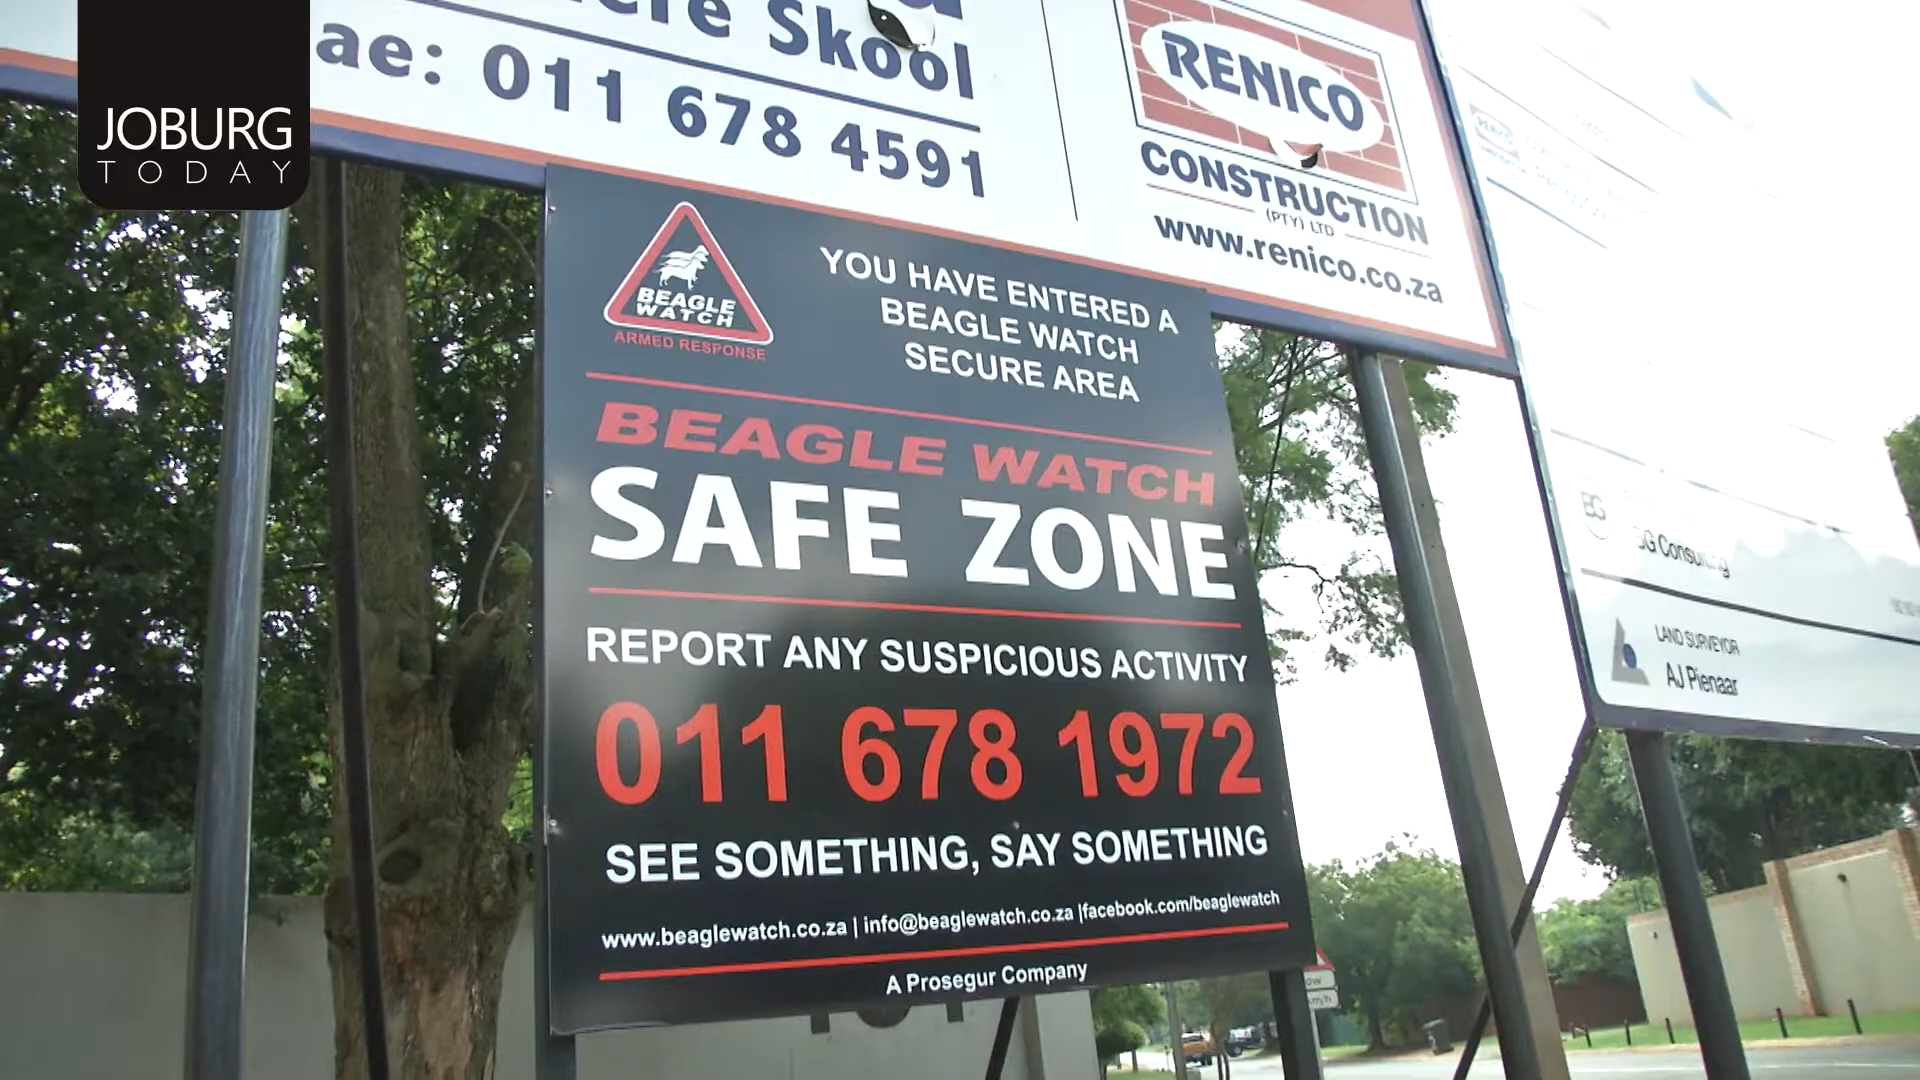 JOBURG
TODAY
Skool
011 678 4591
RENICO
CONSTRUCTION
(PTY) LTD
www.renico.co.za
BEAGLE
WATCH
ARMED RESPONSE
YOU HAVE ENTERED A
BEAGLE WATCH
SECURE AREA
BEAGLE WATCH
SAFE ZONE
REPORT ANY SUSPICIOUS ACTIVITY
011 678 1972
SEE SOMETHING, SAY SOMETHING
www.beaglewatch.co.za | info@beaglewatch.co.za |facebook.com/beaglewatch
A Prosegur Company
BG
LAND SURVEYOR
AJ Pienaar